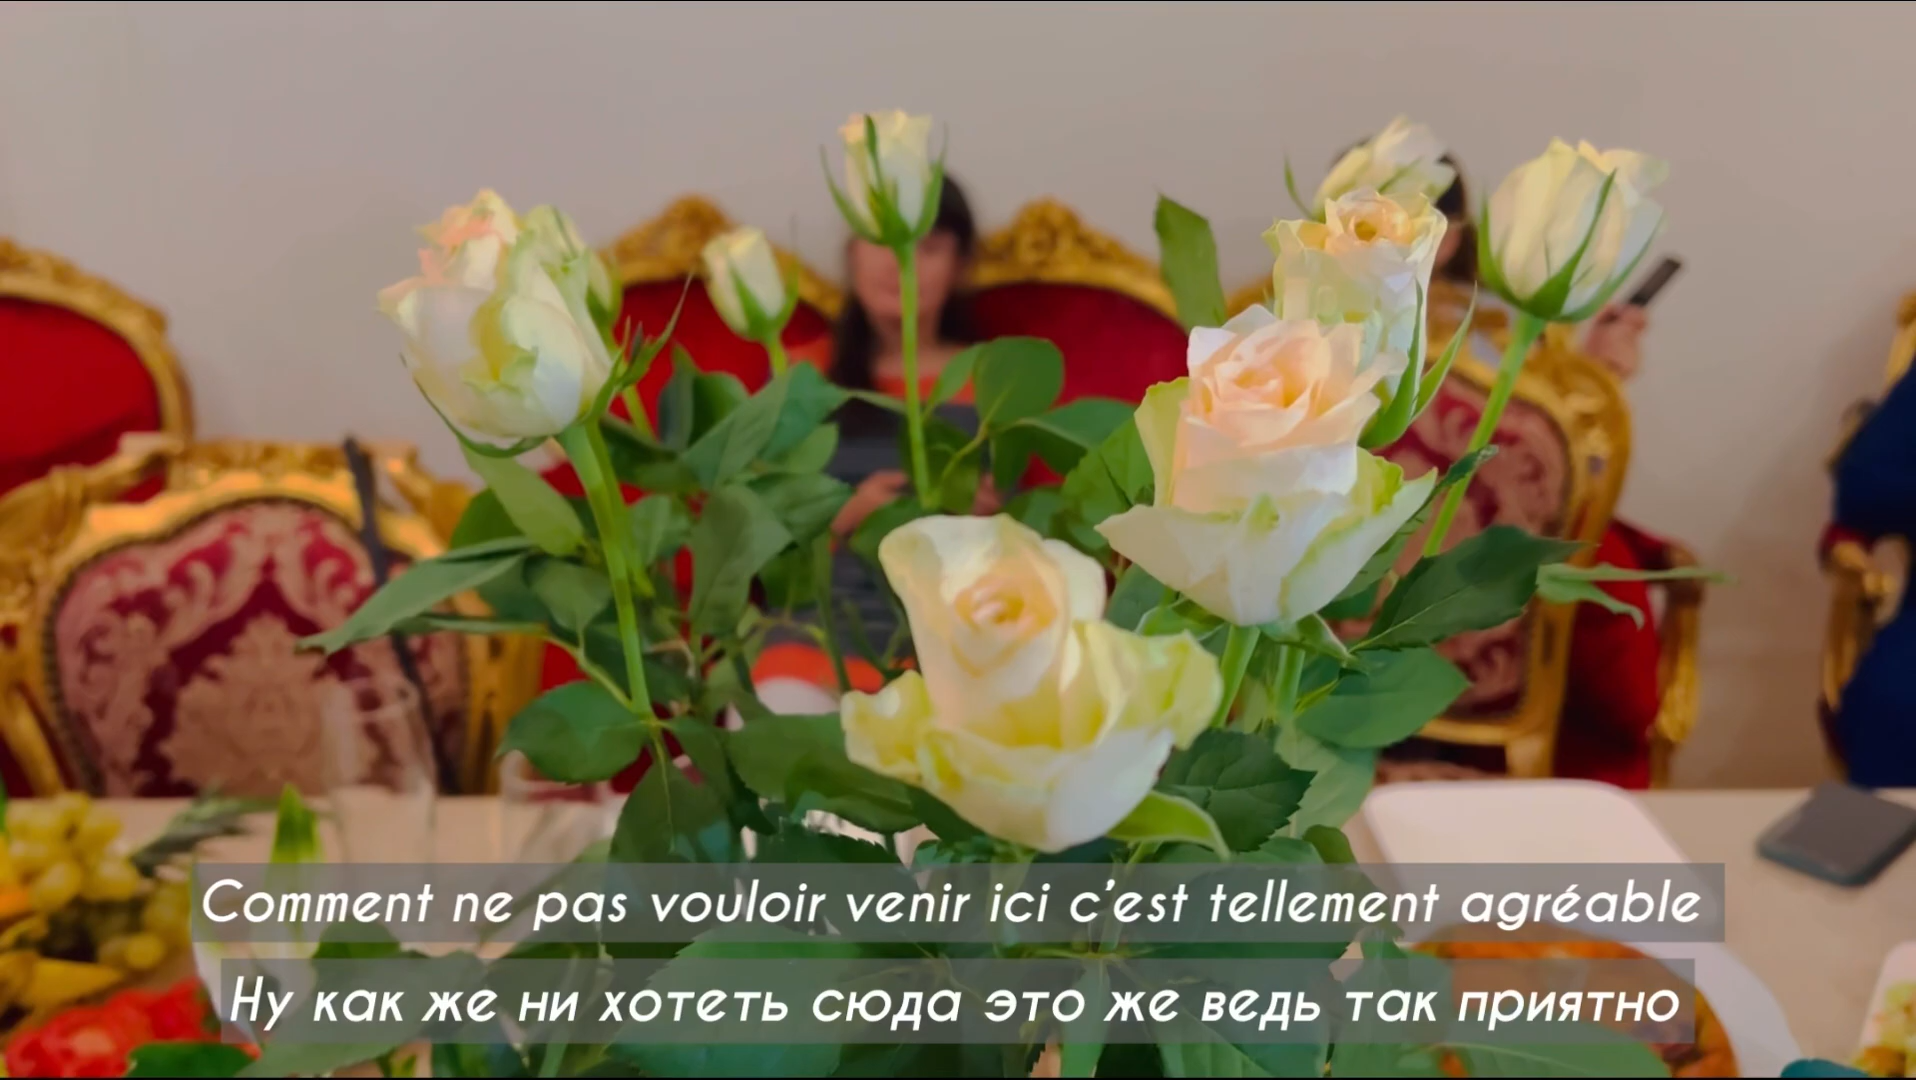 Comment ne pas vouloir venir ici c'est tellement agréable
Ну как же ни хотеть сюда это же ведь так приятно